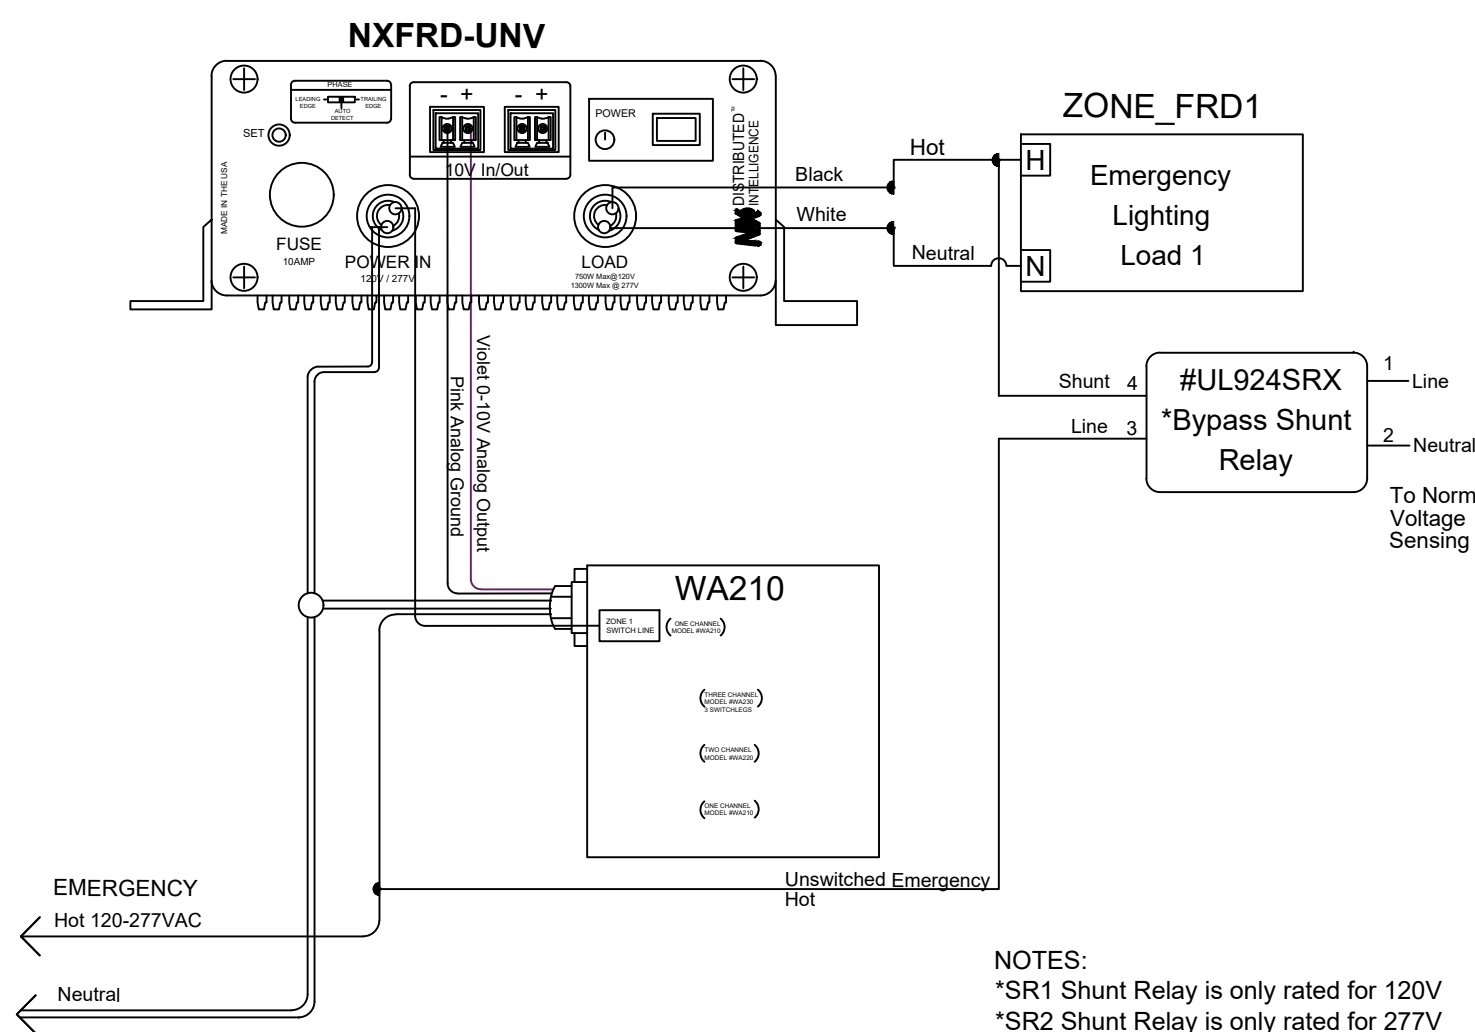 NXFRD-UNV
PHASE
LEADING
EDGE
TRAILING
EDGE
AUTO
DETECT
SET
- +
- +
10V In/Out
POWER
DISTRIBUTED™
INTELLIGENCE
MADE IN THE USA
FUSE
10AMP
POWER IN
120V / 277V
LOAD
750W Max@120V
1300W Max @ 277V
Black
White
Hot
Neutral
ZONE_FRD1
H
N
Emergency
Lighting
Load 1
Shunt 4
Line 3
#UL924SRX
*Bypass Shunt
Relay
1
Line
2
Neutral
To Norm
Voltage
Sensing
Violet 0-10V Analog Output
Pink Analog Ground
WA210
ZONE 1
SWITCH LINE
(ONE CHANNEL
MODEL #WA210)
(THREE CHANNEL
MODEL #WA230
3 SWITCHLEGS)
(TWO CHANNEL
MODEL #WA220)
(ONE CHANNEL
MODEL #WA210)
Unswitched Emergency
Hot
EMERGENCY
Hot 120-277VAC
Neutral
NOTES:
*SR1 Shunt Relay is only rated for 120V
*SR2 Shunt Relay is only rated for 277V